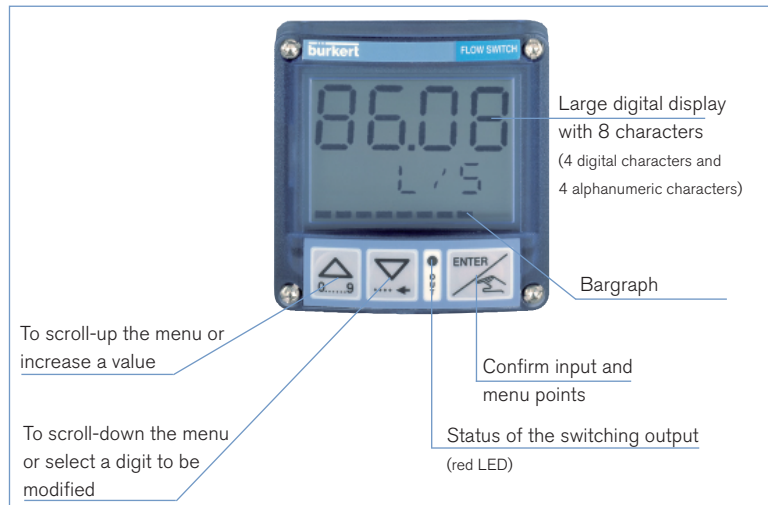 bürkert
FLOW SWITCH
86.08
L/S
0......9
....
OUT
ENTER
Large digital display
with 8 characters
(4 digital characters and
4 alphanumeric characters)
Bargraph
To scroll-up the menu or
increase a value
Confirm input and
menu points
To scroll-down the menu
or select a digit to be
modified
Status of the switching output
(red LED)